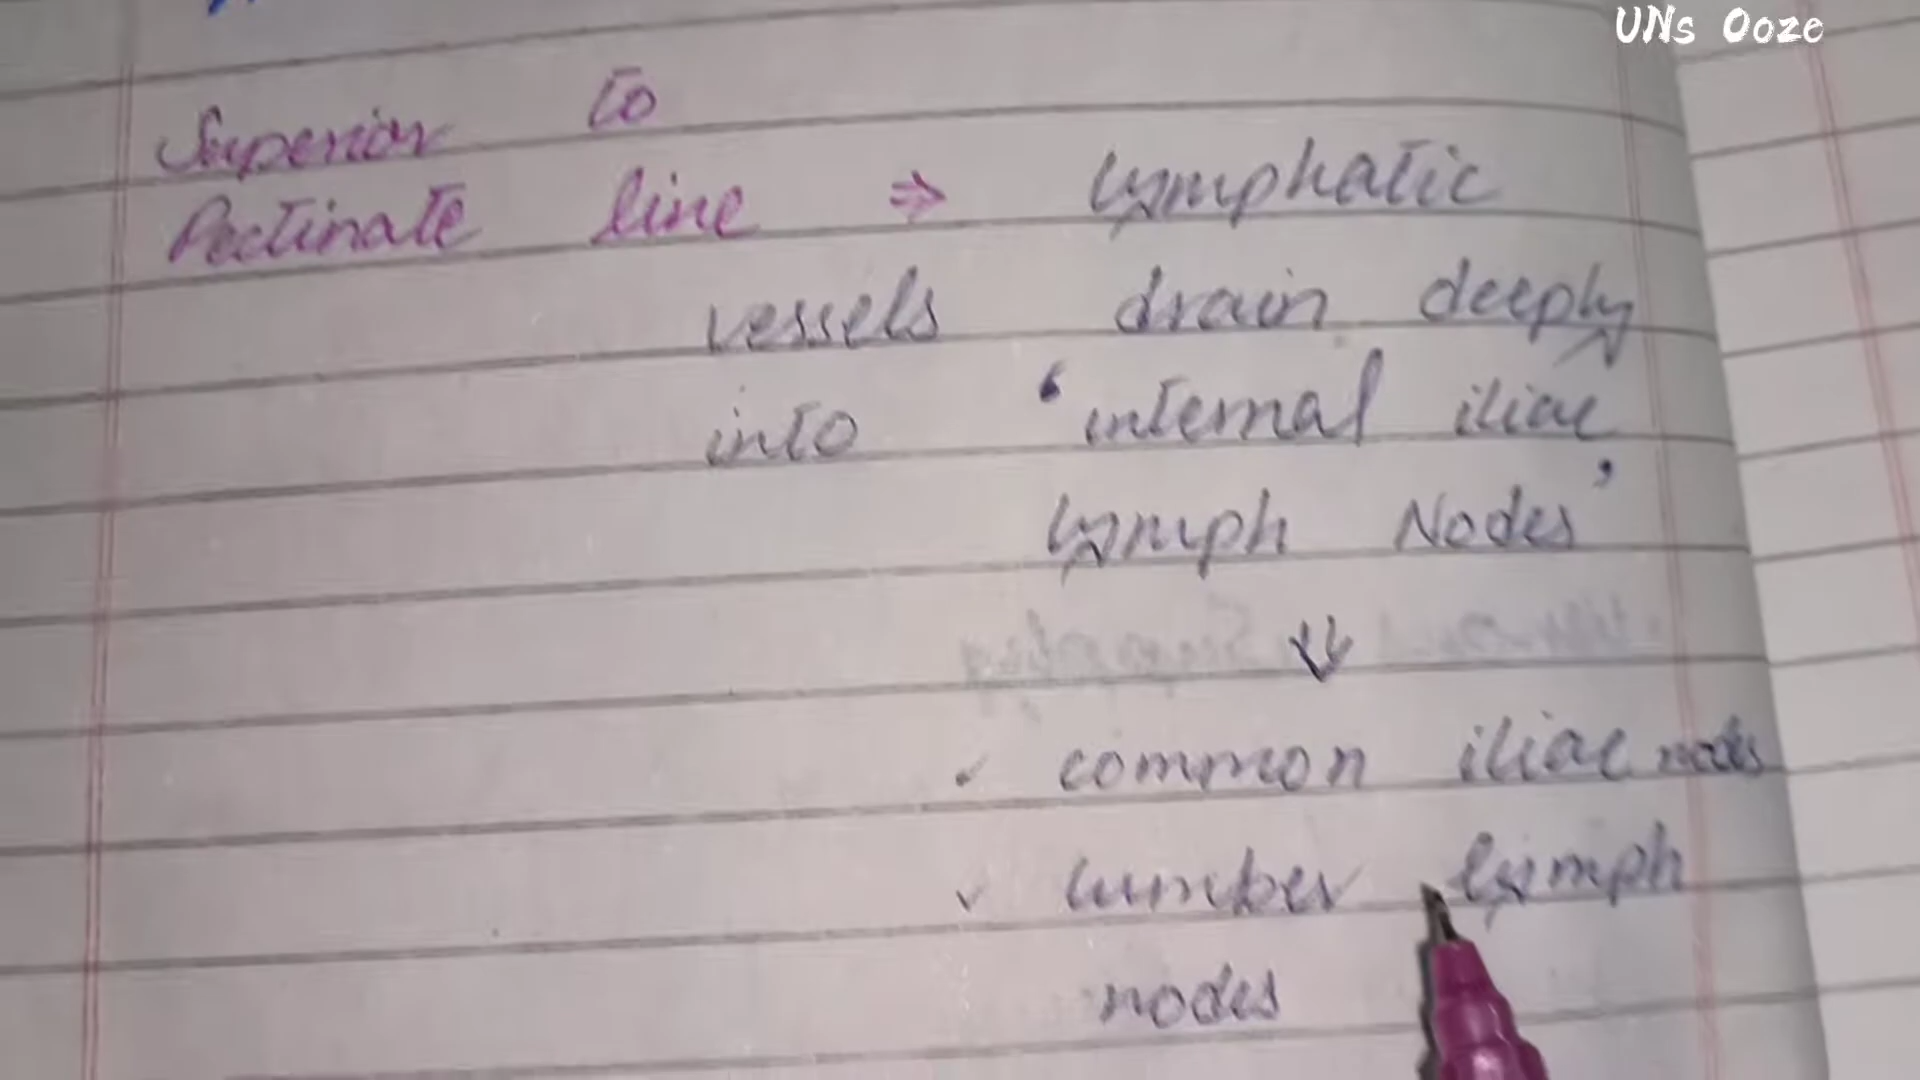 UNs Ooze
Superior to
Pectinate line ⇒ lymphatic
vessels drain deeply
into ‘internal iliac
lymph Nodes’
⇓
✓ common iliac nodes
✓ lumber lymph
nodes